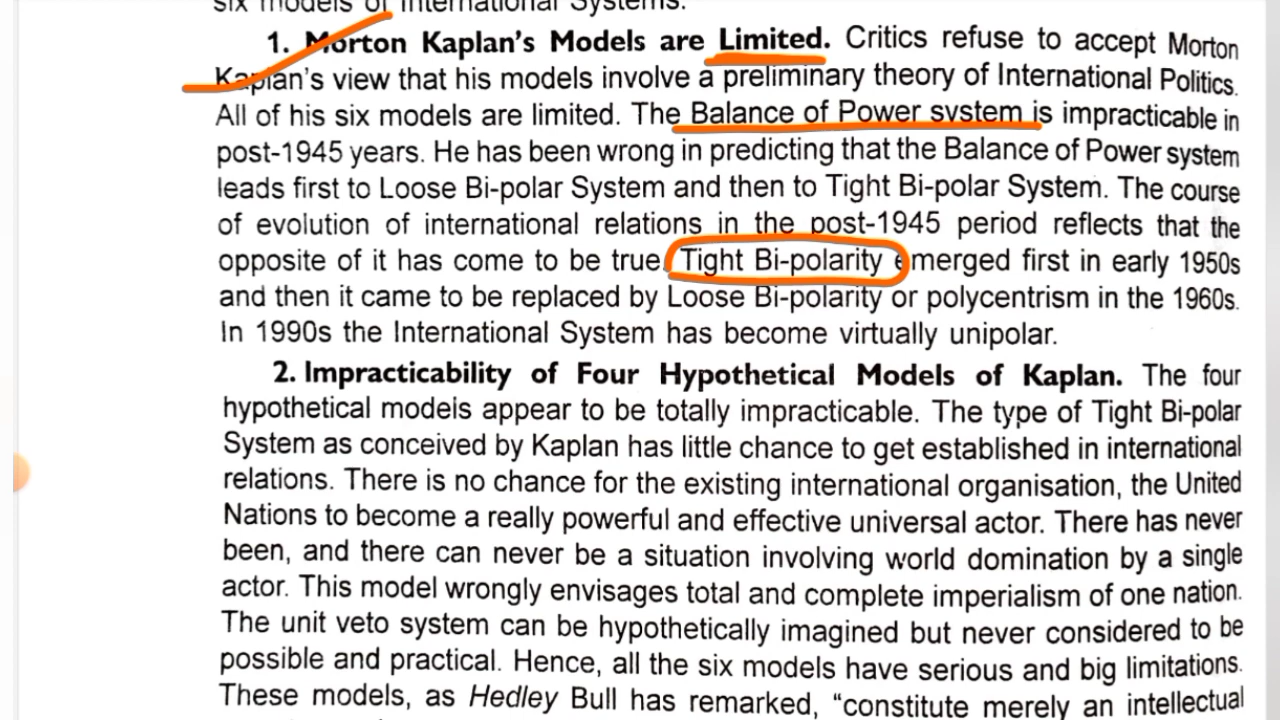 six models of International Systems.
1. Morton Kaplan's Models are Limited. Critics refuse to accept Morton
Kaplan's view that his models involve a preliminary theory of International Politics.
All of his six models are limited. The Balance of Power system is impracticable in
post-1945 years. He has been wrong in predicting that the Balance of Power system
leads first to Loose Bi-polar System and then to Tight Bi-polar System. The course
of evolution of international relations in the post-1945 period reflects that the
opposite of it has come to be true. Tight Bi-polarity emerged first in early 1950s
and then it came to be replaced by Loose Bi-polarity or polycentrism in the 1960s.
In 1990s the International System has become virtually unipolar.
2. Impracticability of Four Hypothetical Models of Kaplan. The four
hypothetical models appear to be totally impracticable. The type of Tight Bi-polar
System as conceived by Kaplan has little chance to get established in international
relations. There is no chance for the existing international organisation, the United
Nations to become a really powerful and effective universal actor. There has never
been, and there can never be a situation involving world domination by a single
actor. This model wrongly envisages total and complete imperialism of one nation.
The unit veto system can be hypothetically imagined but never considered to be
possible and practical. Hence, all the six models have serious and big limitations.
These models, as Hedley Bull has remarked, “constitute merely an intellectual